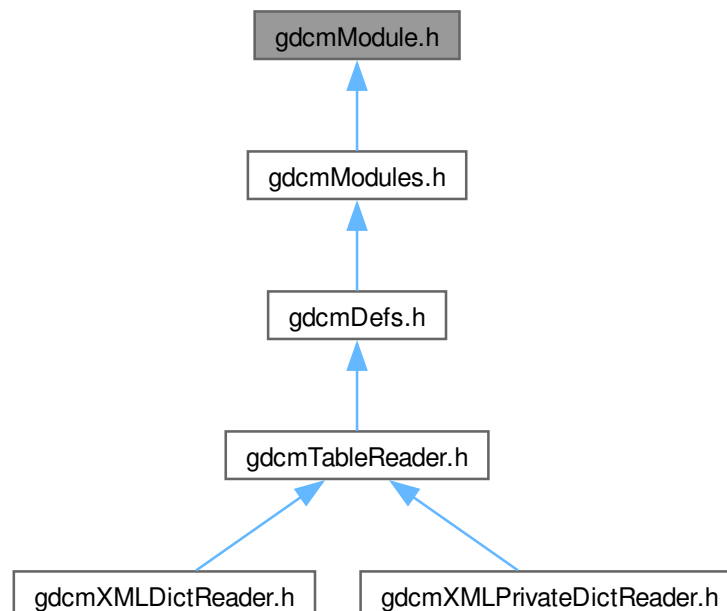 gdcmModule.h
gdcmModules.h
gdcmDefs.h
gdcmTableReader.h
gdcmXMLDictReader.h
gdcmXMLPrivateDictReader.h